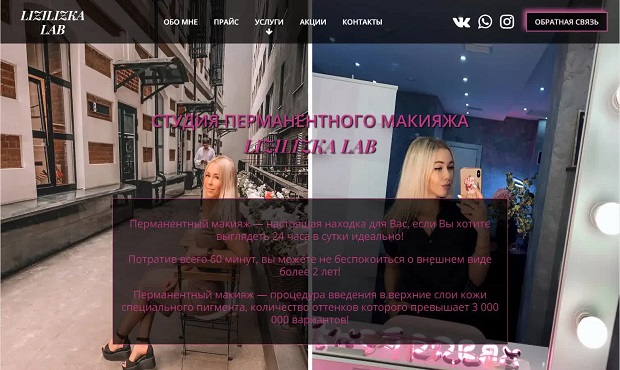 LIZILIZKA
LAB
ОБО МНЕ ПРАЙС УСЛУГИ АКЦИИ КОНТАКТЫ
ОБРАТНАЯ СВЯЗЬ
СТУДИЯ ПЕРМАНЕНТНОГО МАКИЯЖА
LIZILIZKA LAB
Перманентный макияж — настоящая находка для Вас, если Вы хотите
выглядеть 24 часа в сутки идеально!
Потратив всего 60 минут, вы можете не беспокоиться о внешнем виде
более 2 лет!
Перманентный макияж — процедура введения в верхние слои кожи
специального пигмента, количество оттенков которого превышает 3 000
000 вариантов!